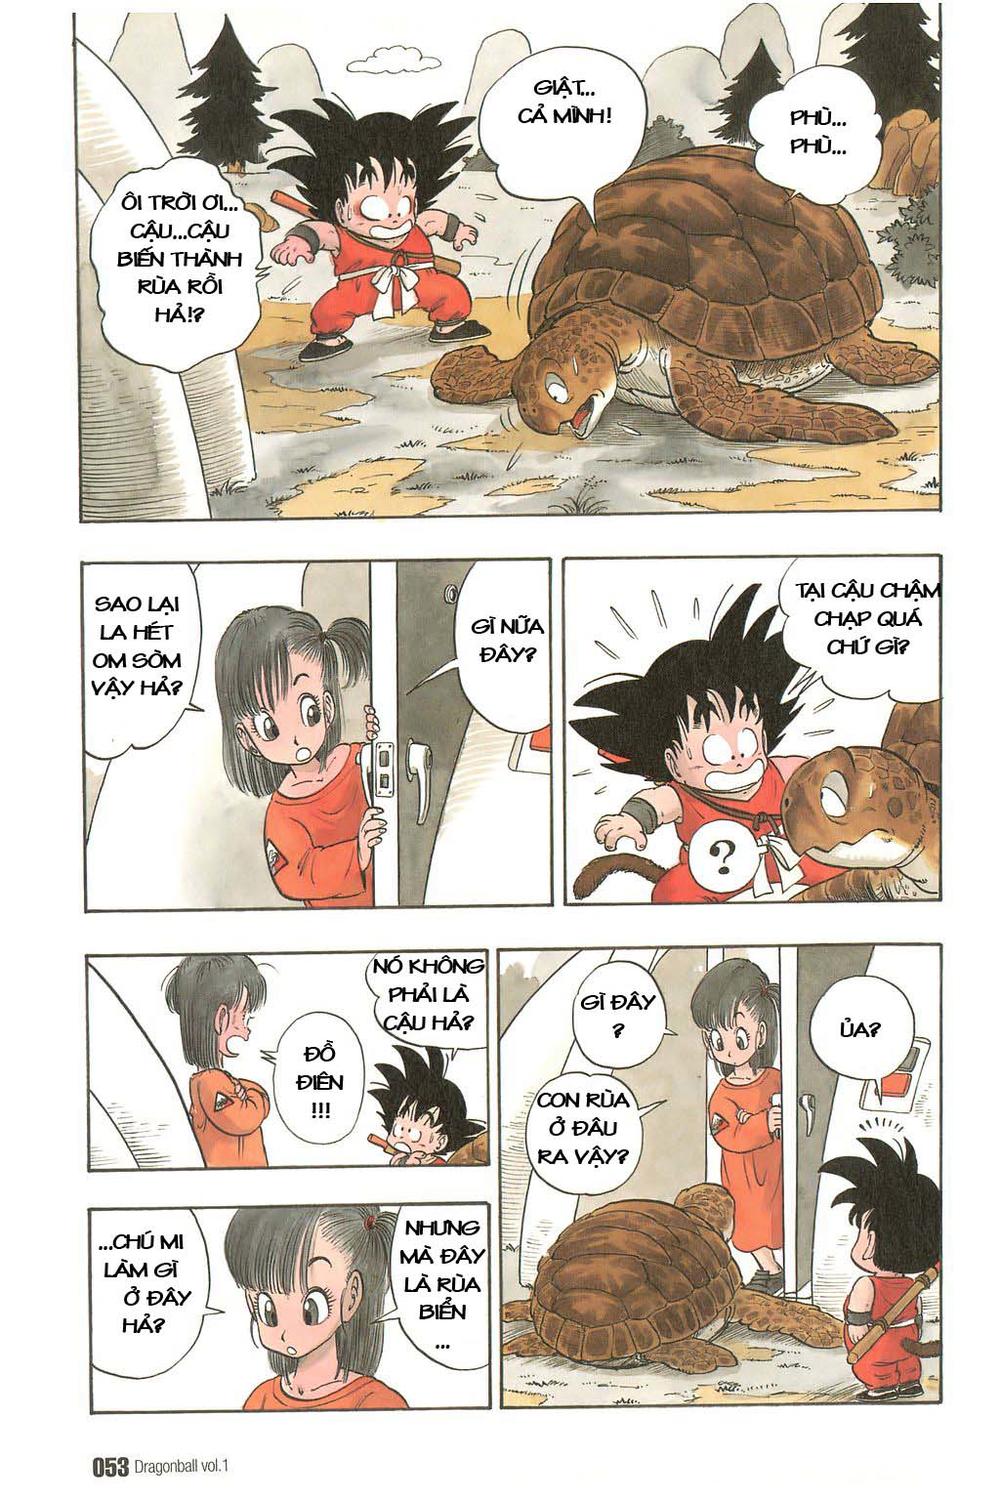 GIẬT...
CẢ MÌNH!
PHÙ...
PHÙ...
ÔI TRỜI ƠI...
CẬU...CẬU
BIẾN THÀNH
RÙA RỒI
HẢ!?
SAO LẠI
LA HÉT
OM SÒM
VẬY HẢ?
GÌ NỮA
ĐÂY?
TẠI CẬU CHẬM
CHẠP QUÁ
CHỨ GÌ?
?
NÓ KHÔNG
PHẢI LÀ
CẬU HẢ?
ĐỒ
ĐIÊN
!!!
GÌ ĐÂY
?
CON RÙA
Ở ĐÂU
RA VẬY?
ỦA?
NHƯNG
MÀ ĐÂY
LÀ RÙA
BIỂN
...
...CHÚ MI
LÀM GÌ
Ở ĐÂY
HẢ?
053 Dragonball vol.1